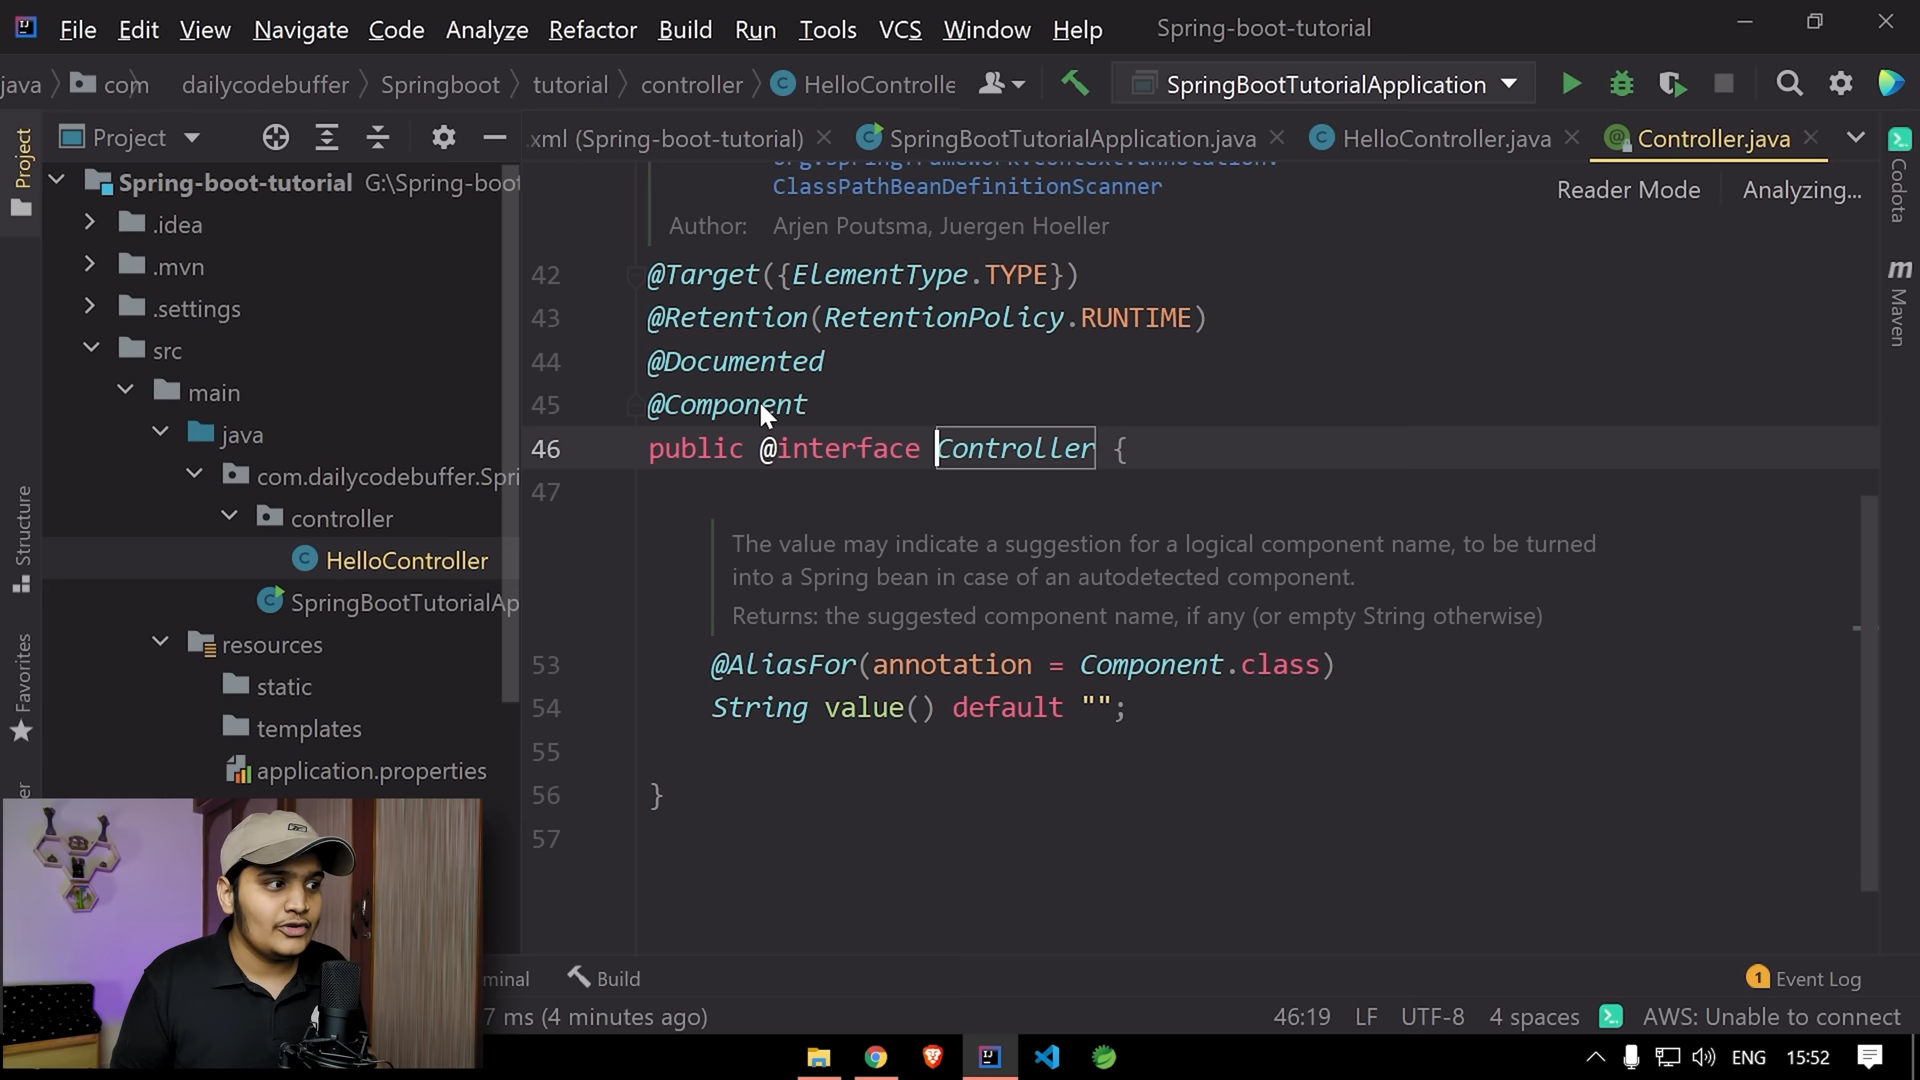 File Edit View Navigate Code Analyze Refactor Build Run Tools VCS Window Help Spring-boot-tutorial
java com dailycodebuffer Springboot tutorial controller HelloControlle SpringBootTutorialApplication
Project .xml (Spring-boot-tutorial) SpringBootTutorialApplication.java HelloController.java Controller.java
Reader Mode Analyzing...
Project
Structure
Favorites
Codota
Maven
Spring-boot-tutorial G:\Spring-boot
.idea
.mvn
.settings
src
main
java
com.dailycodebuffer.Spri
controller
HelloController
SpringBootTutorialAp
resources
static
templates
application.properties
org.springframework.context.annotation.
ClassPathBeanDefinitionScanner
Author: Arjen Poutsma, Juergen Hoeller
42 @Target({ElementType.TYPE})
43 @Retention(RetentionPolicy.RUNTIME)
44 @Documented
45 @Component
46 public @interface Controller {
47
The value may indicate a suggestion for a logical component name, to be turned
into a Spring bean in case of an autodetected component.
Returns: the suggested component name, if any (or empty String otherwise)
53 @AliasFor(annotation = Component.class)
54 String value() default "";
55
56 }
57
minal Build 1 Event Log
7 ms (4 minutes ago) 46:19 LF UTF-8 4 spaces AWS: Unable to connect
ENG 15:52